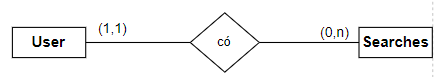 User
(1,1)
có
(0,n)
Searches